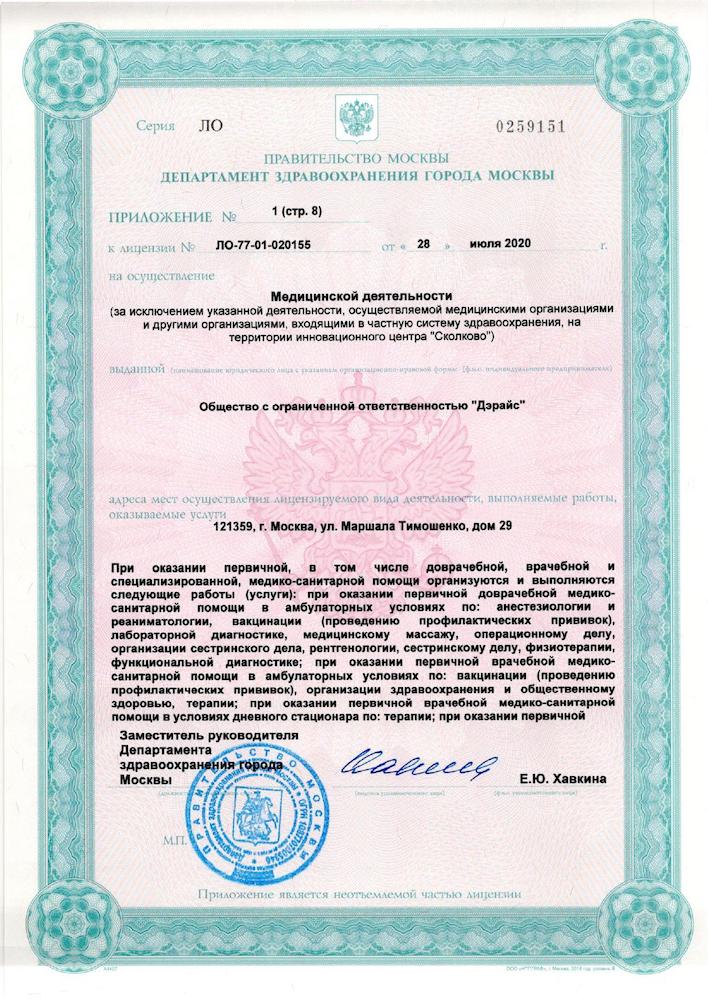 Серия ЛО
0259151
ПРАВИТЕЛЬСТВО МОСКВЫ
ДЕПАРТАМЕНТ ЗДРАВООХРАНЕНИЯ ГОРОДА МОСКВЫ
ПРИЛОЖЕНИЕ № 1 (стр. 8)
к лицензии № ЛО-77-01-020155 от « 28 » июля 2020 г.
на осуществление
Медицинской деятельности
(за исключением указанной деятельности, осуществляемой медицинскими организациями
и другими организациями, входящими в частную систему здравоохранения, на
территории инновационного центра "Сколково")
выданной (наименование юридического лица с указанием организационно-правовой формы (ф.и.о. индивидуального предпринимателя)
Общество с ограниченной ответственностью "Дэрайс"
адреса мест осуществления лицензируемого вида деятельности, выполняемые работы,
оказываемые услуги
121359, г. Москва, ул. Маршала Тимошенко, дом 29
При оказании первичной, в том числе доврачебной, врачебной и
специализированной, медико-санитарной помощи организуются и выполняются
следующие работы (услуги): при оказании первичной доврачебной медико-
санитарной помощи в амбулаторных условиях по: анестезиологии и
реаниматологии, вакцинации (проведению профилактических прививок),
лабораторной диагностике, медицинскому массажу, операционному делу,
организации сестринского дела, рентгенологии, сестринскому делу, физиотерапии,
функциональной диагностике; при оказании первичной врачебной медико-
санитарной помощи в амбулаторных условиях по: вакцинации (проведению
профилактических прививок), организации здравоохранения и общественному
здоровью, терапии; при оказании первичной врачебной медико-санитарной
помощи в условиях дневного стационара по: терапии; при оказании первичной
Заместитель руководителя
Департамента
здравоохранения города
Москвы
Е.Ю. Хавкина
М.П.
ПРАВИТЕЛЬСТВО МОСКВЫ
Приложение является неотъемлемой частью лицензии